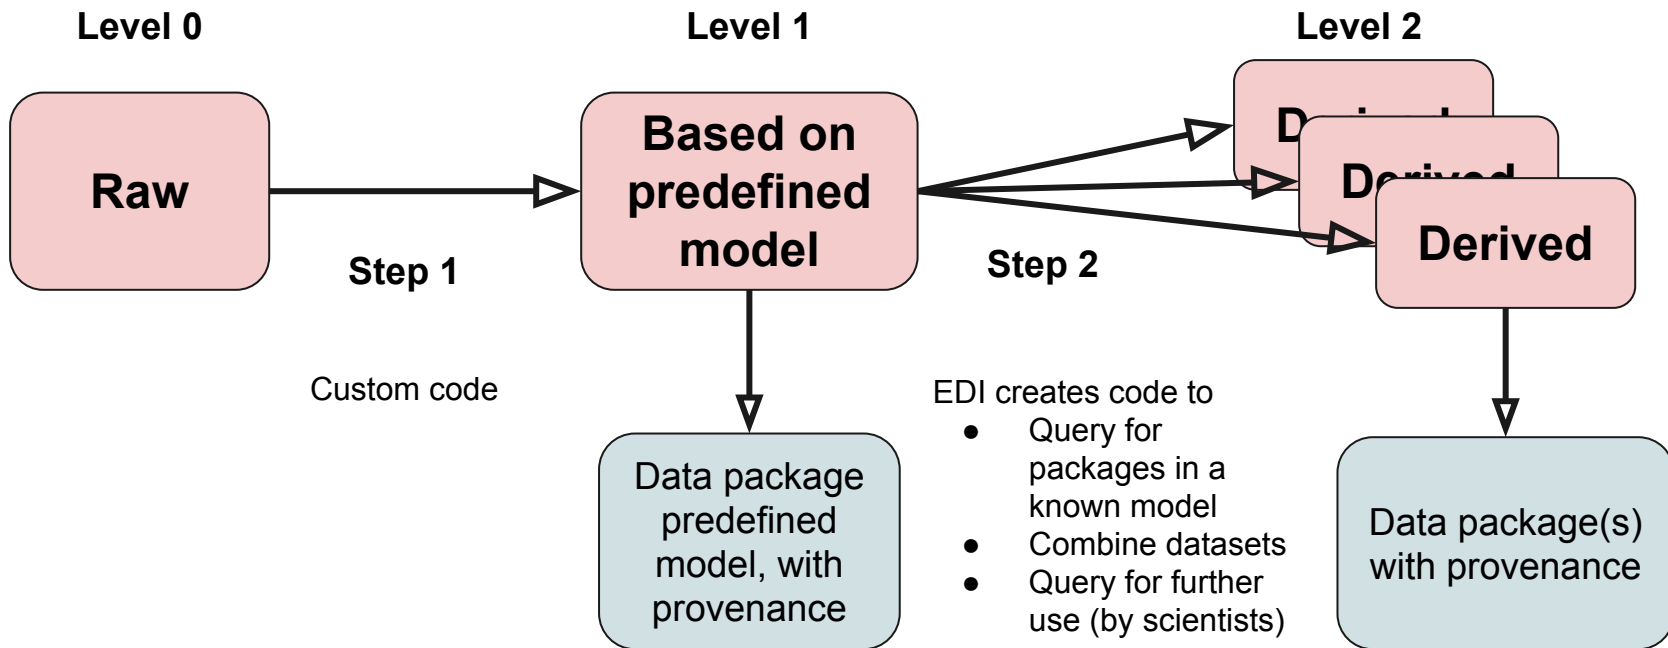 Level 0
Level 1
Level 2
Raw
Based on
predefined
model
Derived
Derived
Derived
Step 1
Step 2
Custom code
EDI creates code to
● Query for
packages in a
known model
● Combine datasets
● Query for further
use (by scientists)
Data package
predefined
model, with
provenance
Data package(s)
with provenance